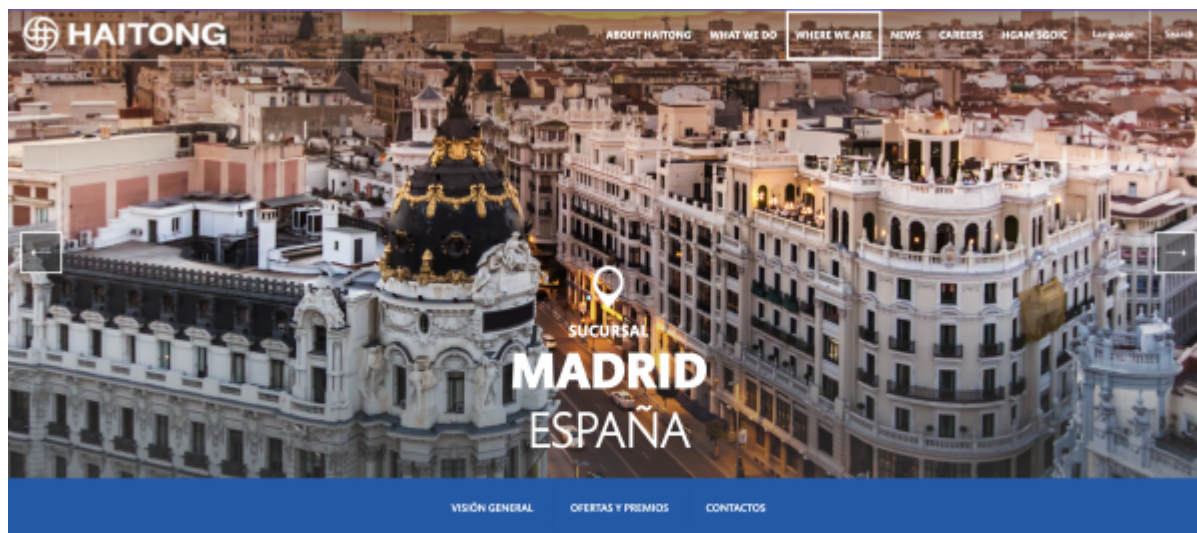 HAITONG
ABOUT HAITONG WHAT WE DO WHERE WE ARE NEWS CAREERS HGAM SGOIC Language Search
SUCURSAL
MADRID
ESPAÑA
VISIÓN GENERAL OFERTAS Y PREMIOS CONTACTOS